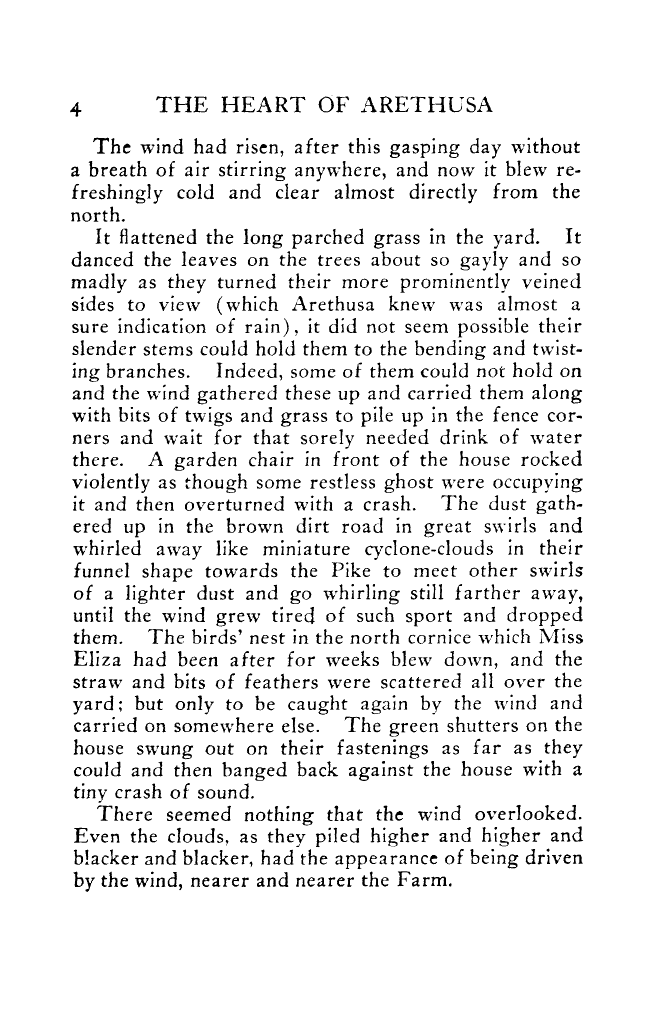 4 THE HEART OF ARETHUSA
The wind had risen, after this gasping day without
a breath of air stirring anywhere, and now it blew re-
freshingly cold and clear almost directly from the
north.
It flattened the long parched grass in the yard. It
danced the leaves on the trees about so gayly and so
madly as they turned their more prominently veined
sides to view (which Arethusa knew was almost a
sure indication of rain), it did not seem possible their
slender stems could hold them to the bending and twist-
ing branches. Indeed, some of them could not hold on
and the wind gathered these up and carried them along
with bits of twigs and grass to pile up in the fence cor-
ners and wait for that sorely needed drink of water
there. A garden chair in front of the house rocked
violently as though some restless ghost were occupying
it and then overturned with a crash. The dust gath-
ered up in the brown dirt road in great swirls and
whirled away like miniature cyclone-clouds in their
funnel shape towards the Pike to meet other swirls
of a lighter dust and go whirling still farther away,
until the wind grew tired of such sport and dropped
them. The birds' nest in the north cornice which Miss
Eliza had been after for weeks blew down, and the
straw and bits of feathers were scattered all over the
yard; but only to be caught again by the wind and
carried on somewhere else. The green shutters on the
house swung out on their fastenings as far as they
could and then banged back against the house with a
tiny crash of sound.
There seemed nothing that the wind overlooked.
Even the clouds, as they piled higher and higher and
blacker and blacker, had the appearance of being driven
by the wind, nearer and nearer the Farm.